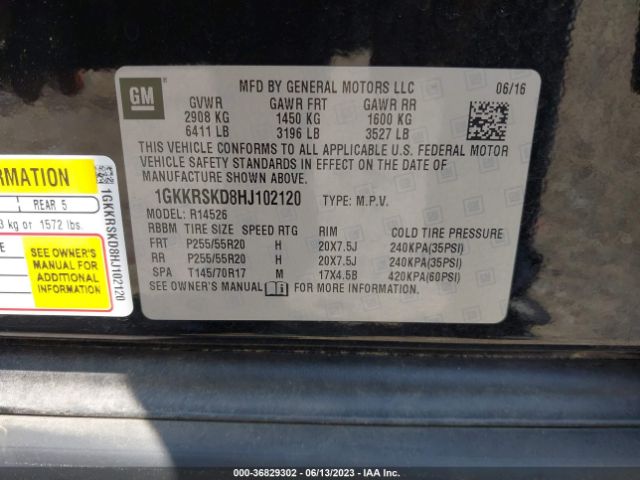 GM
MFD BY GENERAL MOTORS LLC 06/16
GVWR GAWR FRT GAWR RR
2908 KG 1450 KG 1600 KG
6411 LB 3196 LB 3527 LB
THIS VEHICLE CONFORMS TO ALL APPLICABLE U.S. FEDERAL MOTOR
VEHICLE SAFETY STANDARDS IN EFFECT ON THE DATE OF
MANUFACTURE SHOWN ABOVE.
1GKKRSKD8HJ102120 TYPE: M.P.V.
MODEL: R14526
RBBM TIRE SIZE SPEED RTG RIM COLD TIRE PRESSURE
FRT P255/55R20 H 20X7.5J 240KPA(35PSI)
RR P255/55R20 H 20X7.5J 240KPA(35PSI)
SPA T145/70R17 M 17X4.5B 420KPA(60PSI)
SEE OWNER'S MANUAL FOR MORE INFORMATION.
REAR 5
kg or 1572 lbs.
SEE OWNER'S
MANUAL FOR
ADDITIONAL
INFORMATION
1GKKRSKD8HJ102120
OWNER - 36829302 - 06/13/2023 - IAA Inc.